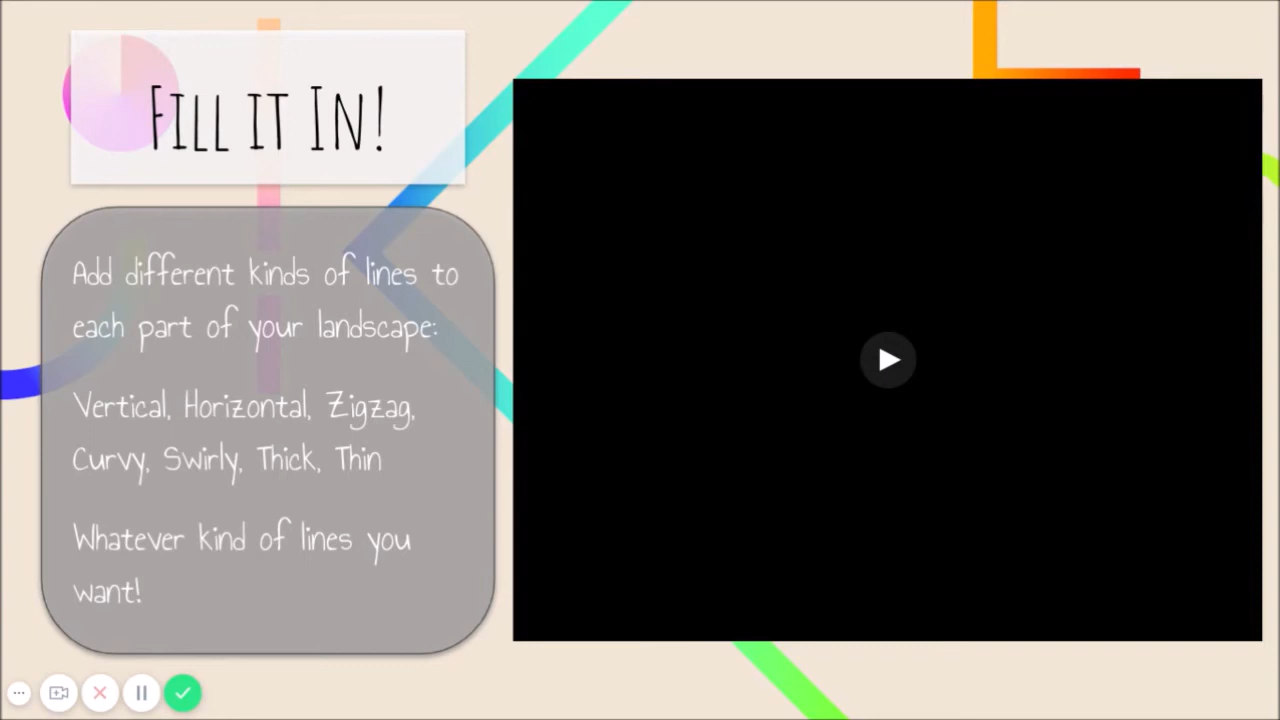 Fill it In!
Add different kinds of lines to
each part of your landscape:
Vertical, Horizontal, Zigzag,
Curvy, Swirly, Thick, Thin
Whatever kind of lines you
want!